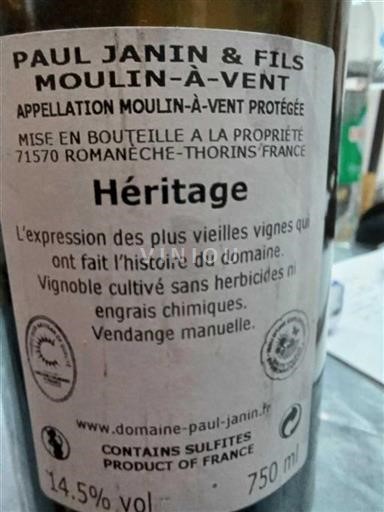 PAUL JANIN & FILS
MOULIN-À-VENT
APPELLATION MOULIN-À-VENT PROTÉGÉE
MISE EN BOUTEILLE A LA PROPRIÉTÉ
71570 ROMANÈCHE-THORINS FRANCE
Héritage
L'expression des plus vieilles vignes qui
ont fait l'histoire du domaine.
VINIOU
Vignoble cultivé sans herbicides ni
engrais chimiques.
Vendange manuelle.
www.domaine-paul-janin.fr
CONTAINS SULFITES
PRODUCT OF FRANCE
14.5% vol
750 ml